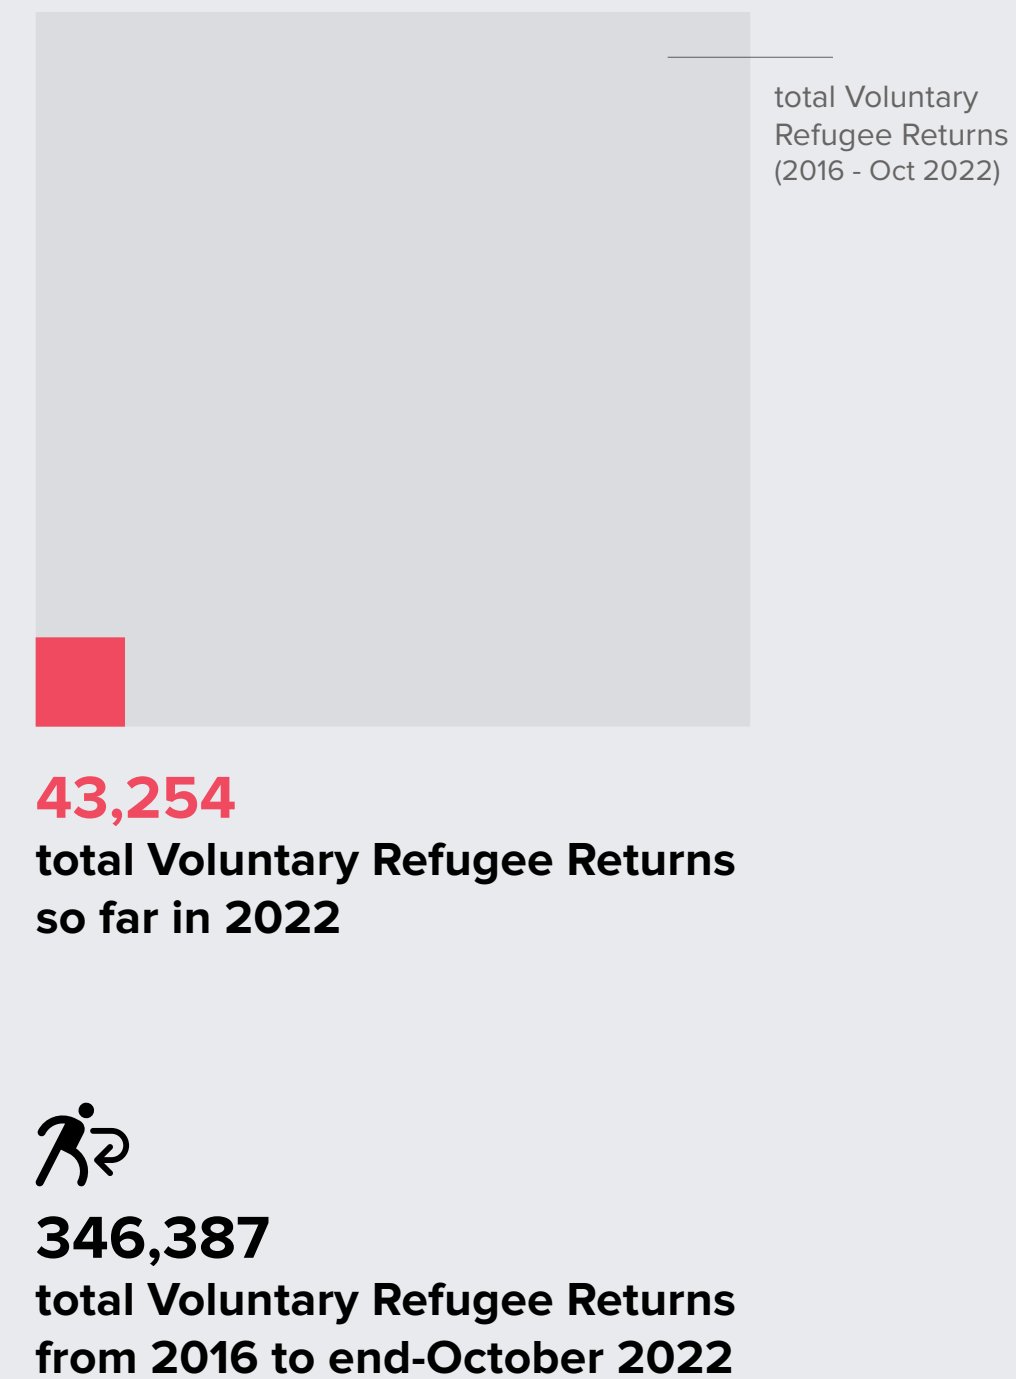 total Voluntary
Refugee Returns
(2016 - Oct 2022)
43,254
total Voluntary Refugee Returns
so far in 2022
346,387
total Voluntary Refugee Returns
from 2016 to end-October 2022